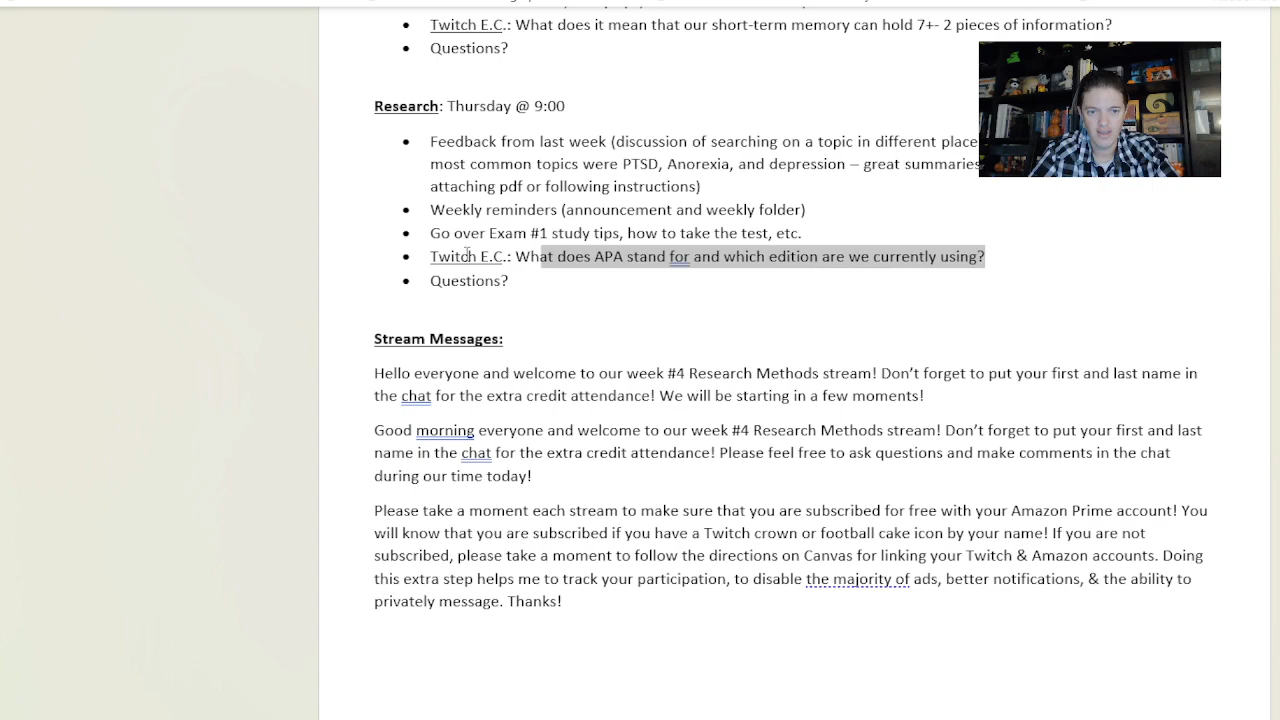 Twitch E.C.: What does it mean that our short-term memory can hold 7+- 2 pieces of information?
Questions?
Research: Thursday @ 9:00
Feedback from last week (discussion of searching on a topic in different place
most common topics were PTSD, Anorexia, and depression – great summaries
attaching pdf or following instructions)
Weekly reminders (announcement and weekly folder)
Go over Exam #1 study tips, how to take the test, etc.
Twitch E.C.: What does APA stand for and which edition are we currently using?
Questions?
Stream Messages:
Hello everyone and welcome to our week #4 Research Methods stream! Don’t forget to put your first and last name in
the chat for the extra credit attendance! We will be starting in a few moments!
Good morning everyone and welcome to our week #4 Research Methods stream! Don’t forget to put your first and last
name in the chat for the extra credit attendance! Please feel free to ask questions and make comments in the chat
during our time today!
Please take a moment each stream to make sure that you are subscribed for free with your Amazon Prime account! You
will know that you are subscribed if you have a Twitch crown or football cake icon by your name! If you are not
subscribed, please take a moment to follow the directions on Canvas for linking your Twitch & Amazon accounts. Doing
this extra step helps me to track your participation, to disable the majority of ads, better notifications, & the ability to
privately message. Thanks!